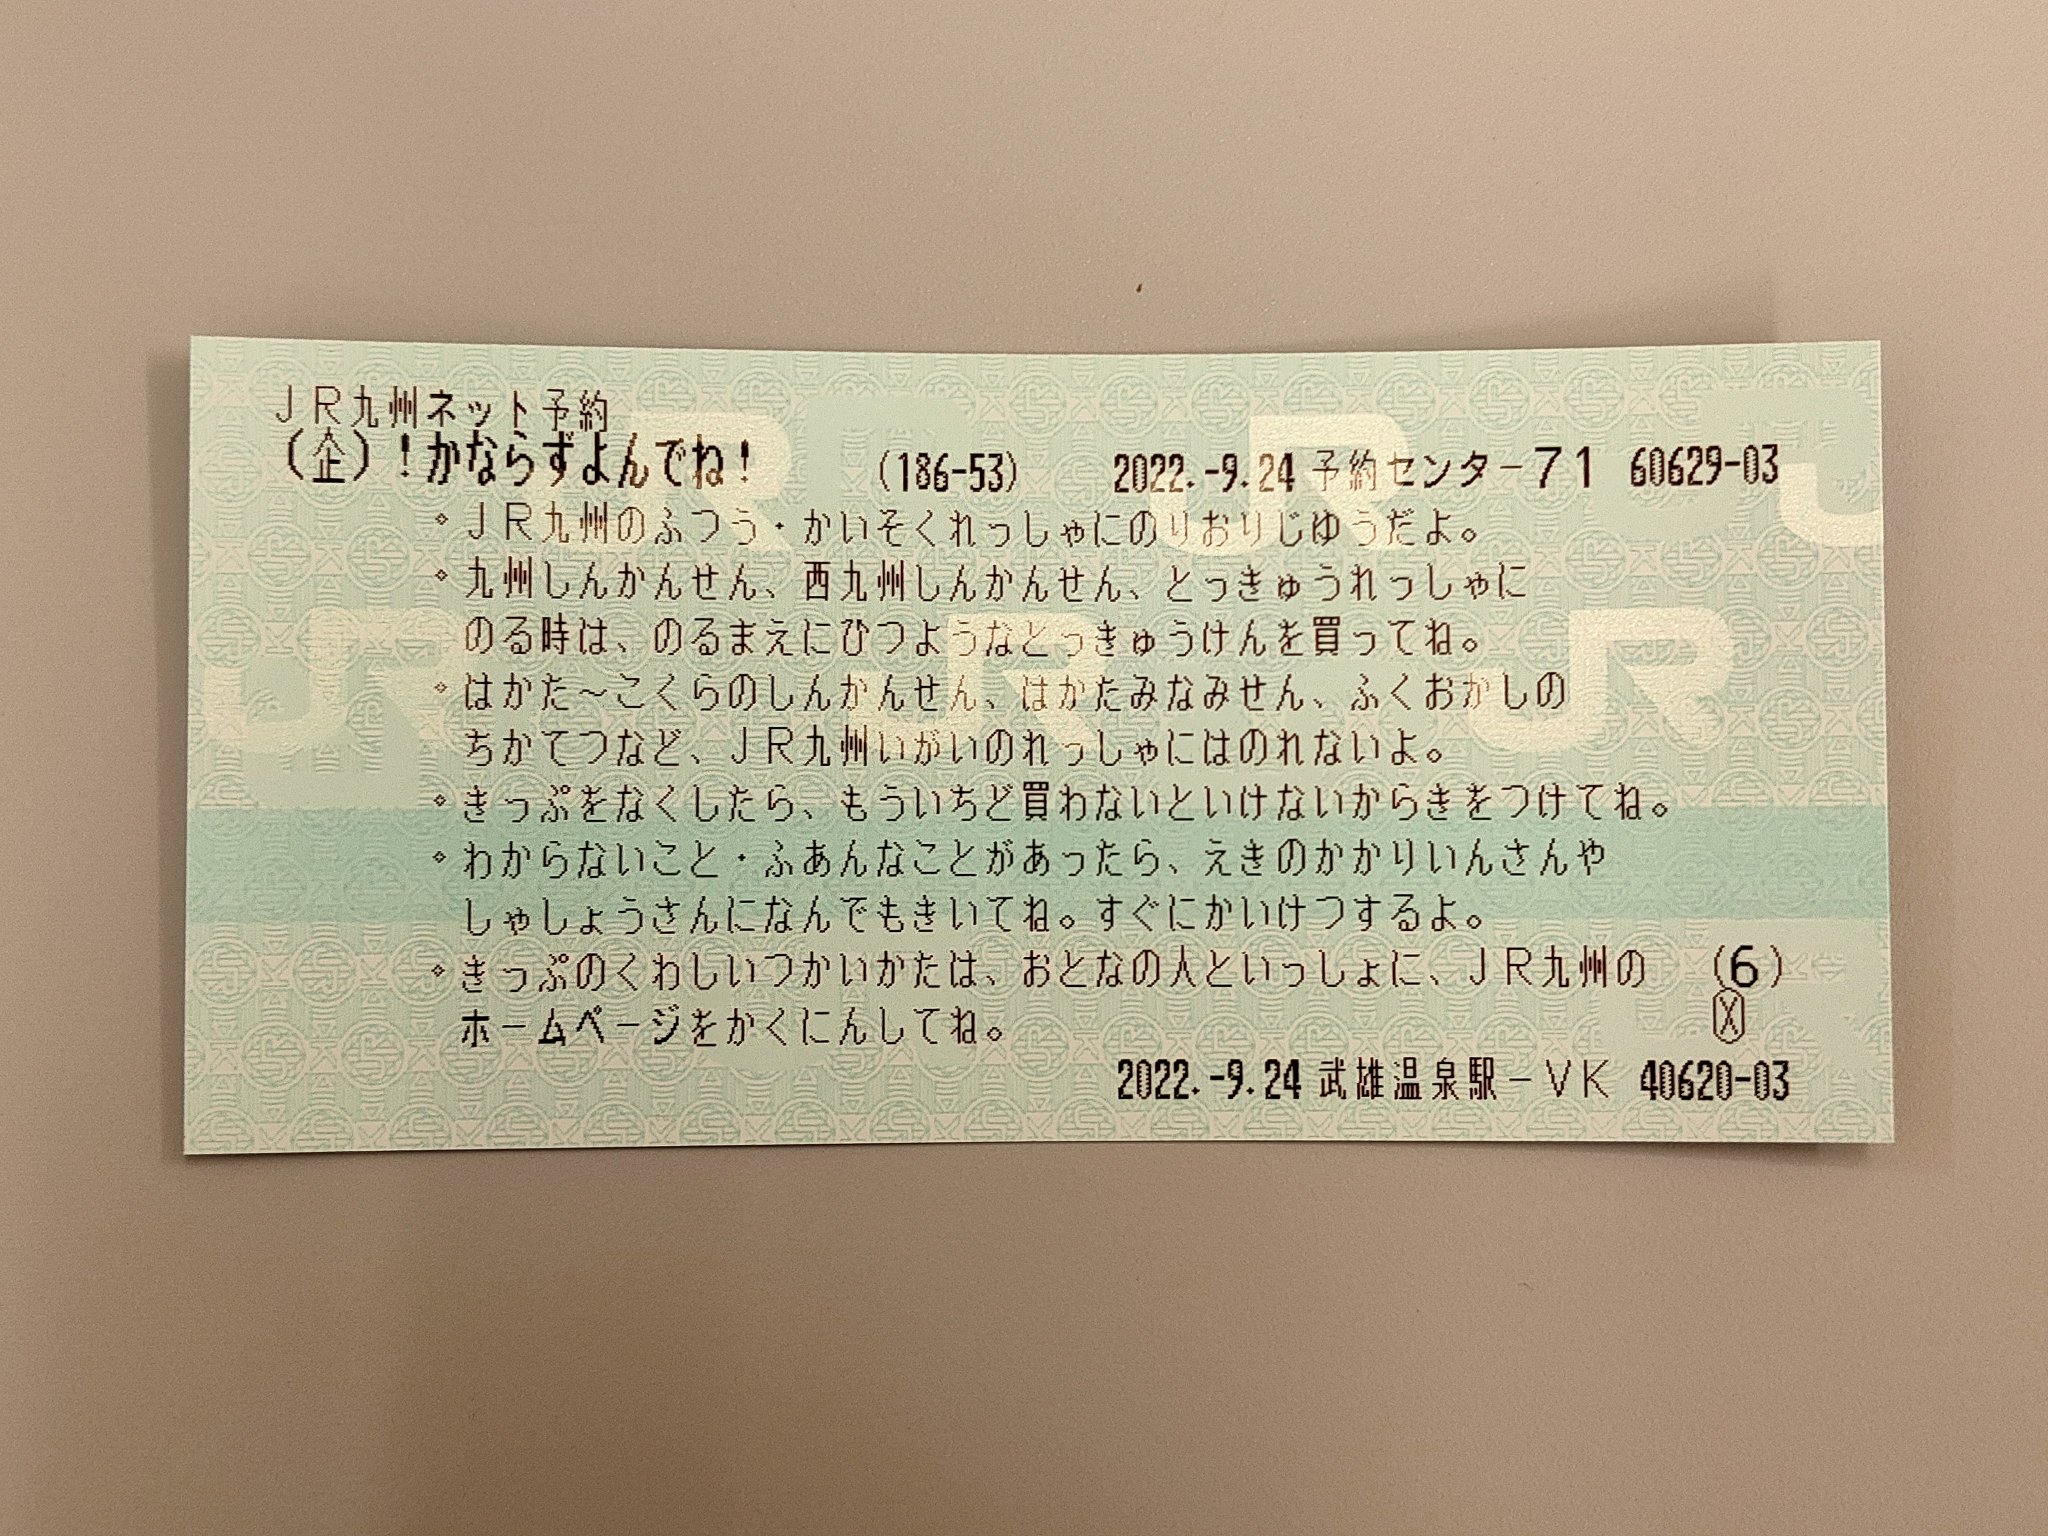 JR九州ネット予約
(企)!かならずよんでね! (186-53) 2022.-9.24 予約センター71 60629-03
・JR九州のふつう・かいそくれっしゃにのりおりじゆうだよ。
・九州しんかんせん、西九州しんかんせん、とっきゅうれっしゃに
のる時は、のるまえにひつようなとっきゅうけんを買ってね。
・はかた～こくらのしんかんせん、はかたみなみせん、ふくおかしの
ちかてつなど、JR九州いがいのれっしゃにはのれないよ。
・きっぷをなくしたら、もういちど買わないといけないからきをつけてね。
・わからないこと・ふあんなことがあったら、えきのかかりいんさんや
しゃしょうさんになんでもきいてね。すぐにかいけつするよ。
・きっぷのくわしいつかいかたは、おとなの人といっしょに、JR九州の (6)
ホームページをかくにんしてね。 X
2022.-9.24 武雄温泉駅-VK 40620-03
JR
JR
JR
JR
JR